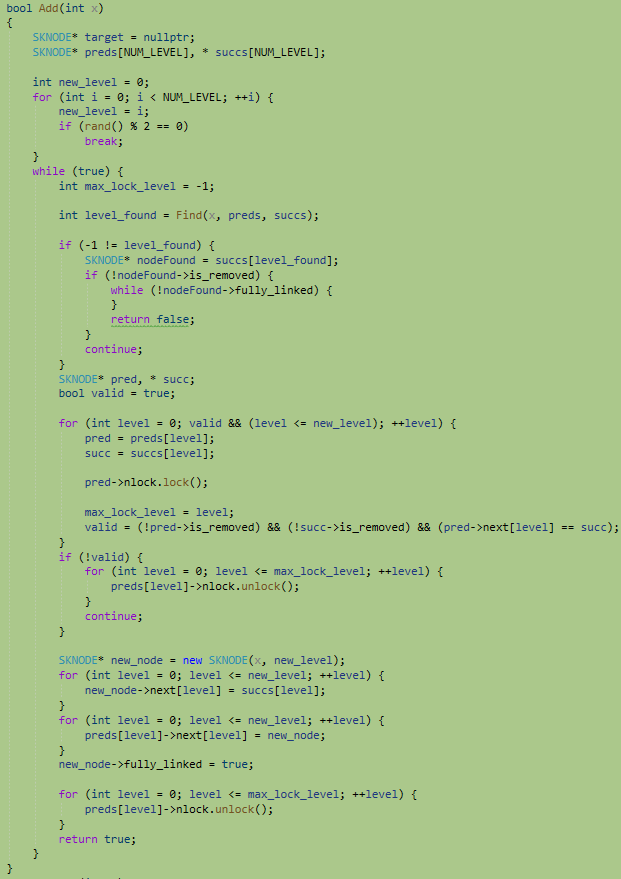 bool Add(int x)
{
    SKNODE* target = nullptr;
    SKNODE* preds[NUM_LEVEL], * succs[NUM_LEVEL];

    int new_level = 0;
    for (int i = 0; i < NUM_LEVEL; ++i) {
        new_level = i;
        if (rand() % 2 == 0)
            break;
    }
    while (true) {
        int max_lock_level = -1;

        int level_found = Find(x, preds, succs);

        if (-1 != level_found) {
            SKNODE* nodeFound = succs[level_found];
            if (!nodeFound->is_removed) {
                while (!nodeFound->fully_linked) {
                }
                return false;
            }
            continue;
        }
        SKNODE* pred, * succ;
        bool valid = true;

        for (int level = 0; valid && (level <= new_level); ++level) {
            pred = preds[level];
            succ = succs[level];

            pred->nlock.lock();

            max_lock_level = level;
            valid = (!pred->is_removed) && (!succ->is_removed) && (pred->next[level] == succ);
        }
        if (!valid) {
            for (int level = 0; level <= max_lock_level; ++level) {
                preds[level]->nlock.unlock();
            }
            continue;
        }

        SKNODE* new_node = new SKNODE(x, new_level);
        for (int level = 0; level <= new_level; ++level) {
            new_node->next[level] = succs[level];
        }
        for (int level = 0; level <= new_level; ++level) {
            preds[level]->next[level] = new_node;
        }
        new_node->fully_linked = true;

        for (int level = 0; level <= max_lock_level; ++level) {
            preds[level]->nlock.unlock();
        }
        return true;
    }
}